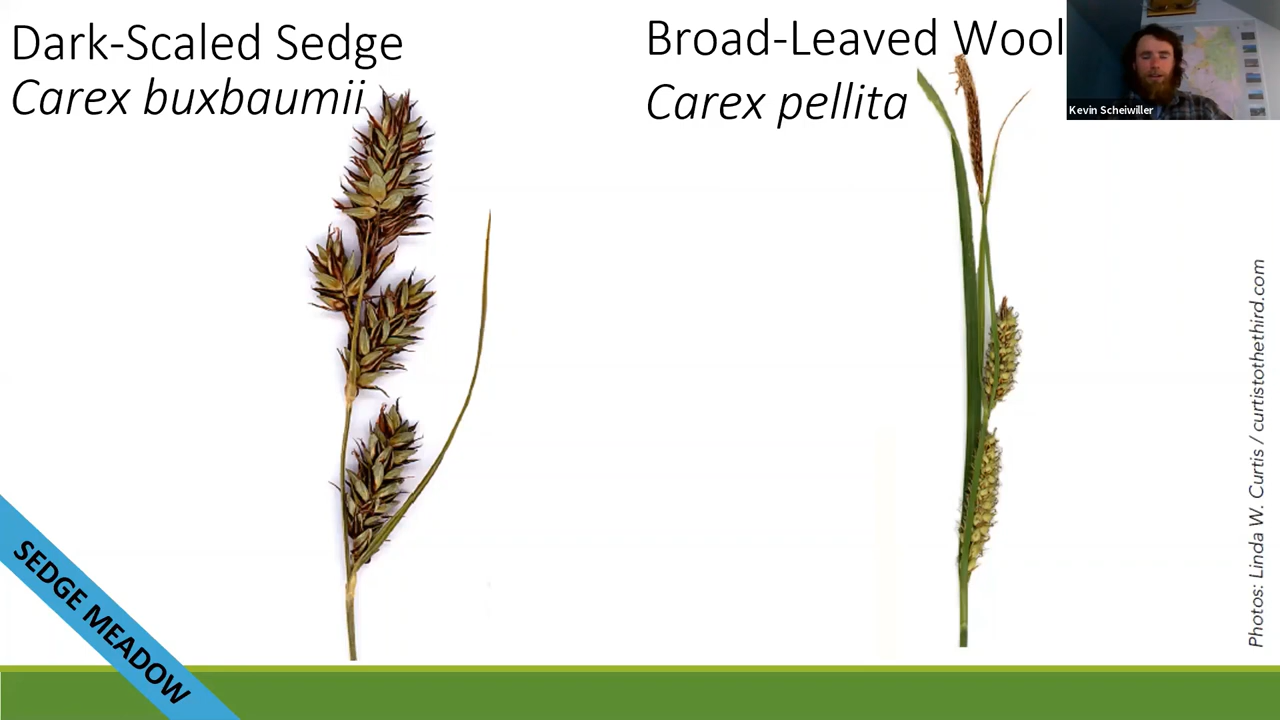 Dark-Scaled Sedge
Carex buxbaumii
Broad-Leaved Wool
Carex pellita
Kevin Scheiwiller
Photos: Linda W. Curtis / curtistothethird.com
SEDGE MEADOW